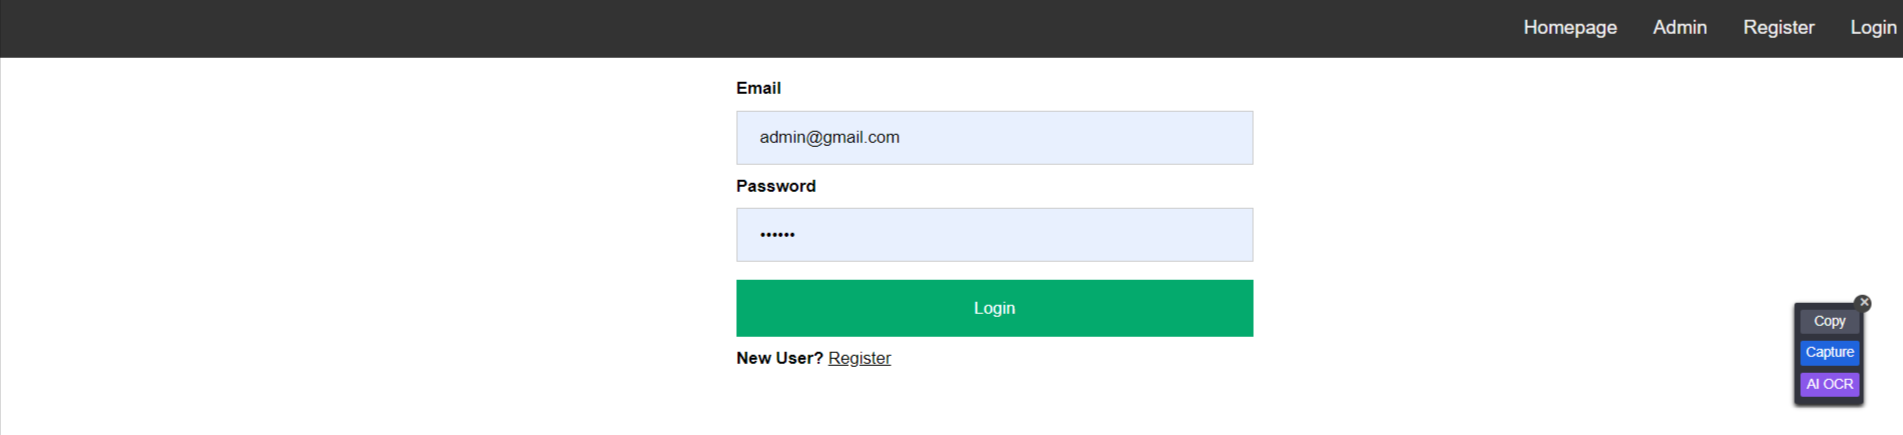 Homepage Admin Register Login
Email
admin@gmail.com
Password
••••••
Login
New User? Register
Copy
Capture
AI OCR